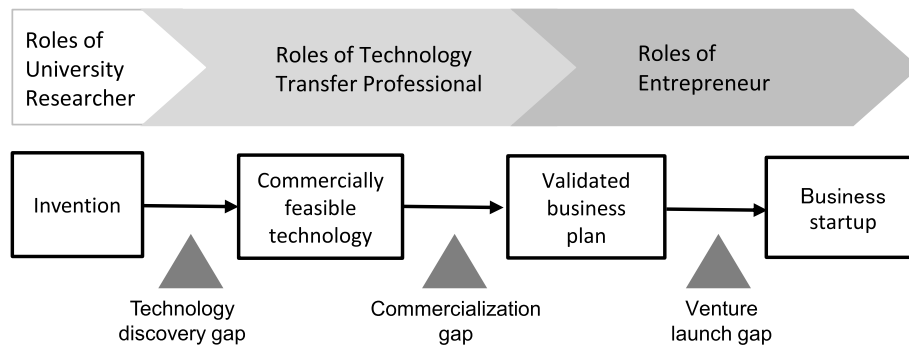 Roles of
University
Researcher
Roles of Technology
Transfer Professional
Roles of
Entrepreneur
Invention
Commercially
feasible
technology
Validated
business
plan
Business
startup
Technology
discovery gap
Commercialization
gap
Venture
launch gap